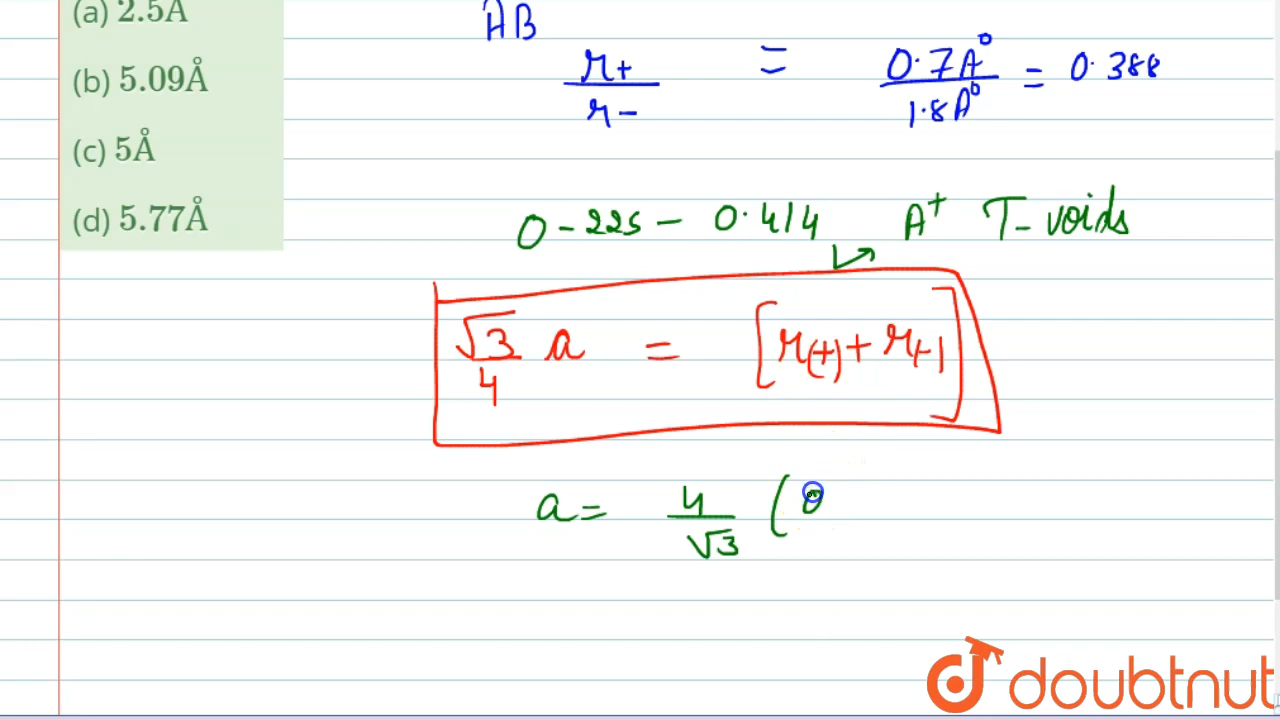 (a) 2.5Å
(b) 5.09Å
(c) 5Å
(d) 5.77Å
AB
r+ / r- = 0.7A° / 1.8A° = 0.388
0-225 - 0.414 A+ T-voids
√3/4 a = [r(+) + r(-)]
a = 4/√3 (0
doubtnut